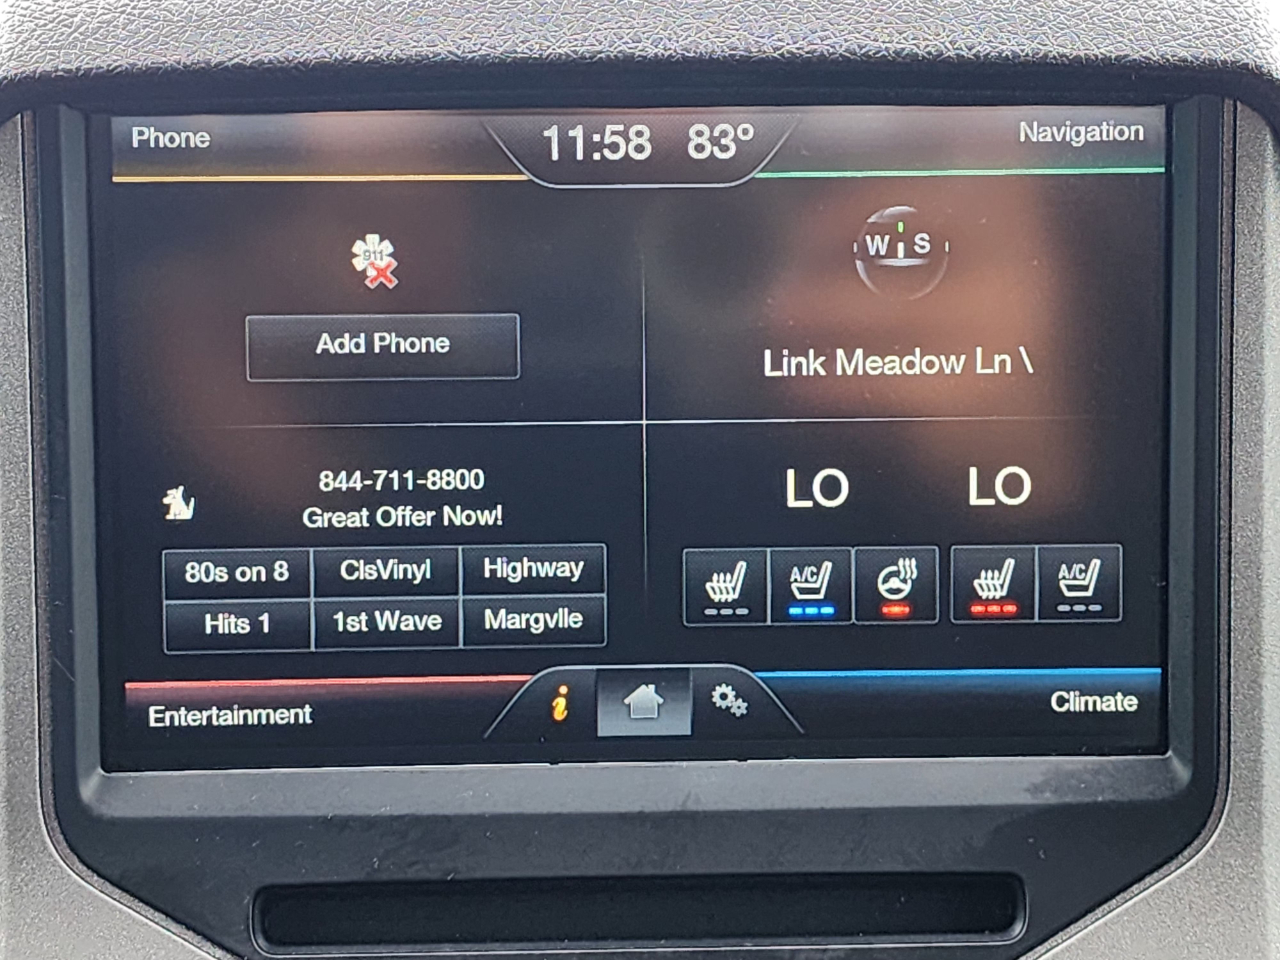 Phone
11:58 83°
Navigation
911
Add Phone
W S
Link Meadow Ln \
844-711-8800
Great Offer Now!
80s on 8 ClsVinyl Highway
Hits 1 1st Wave Margvlle
LO LO
A/C A/C
Entertainment
i
Climate